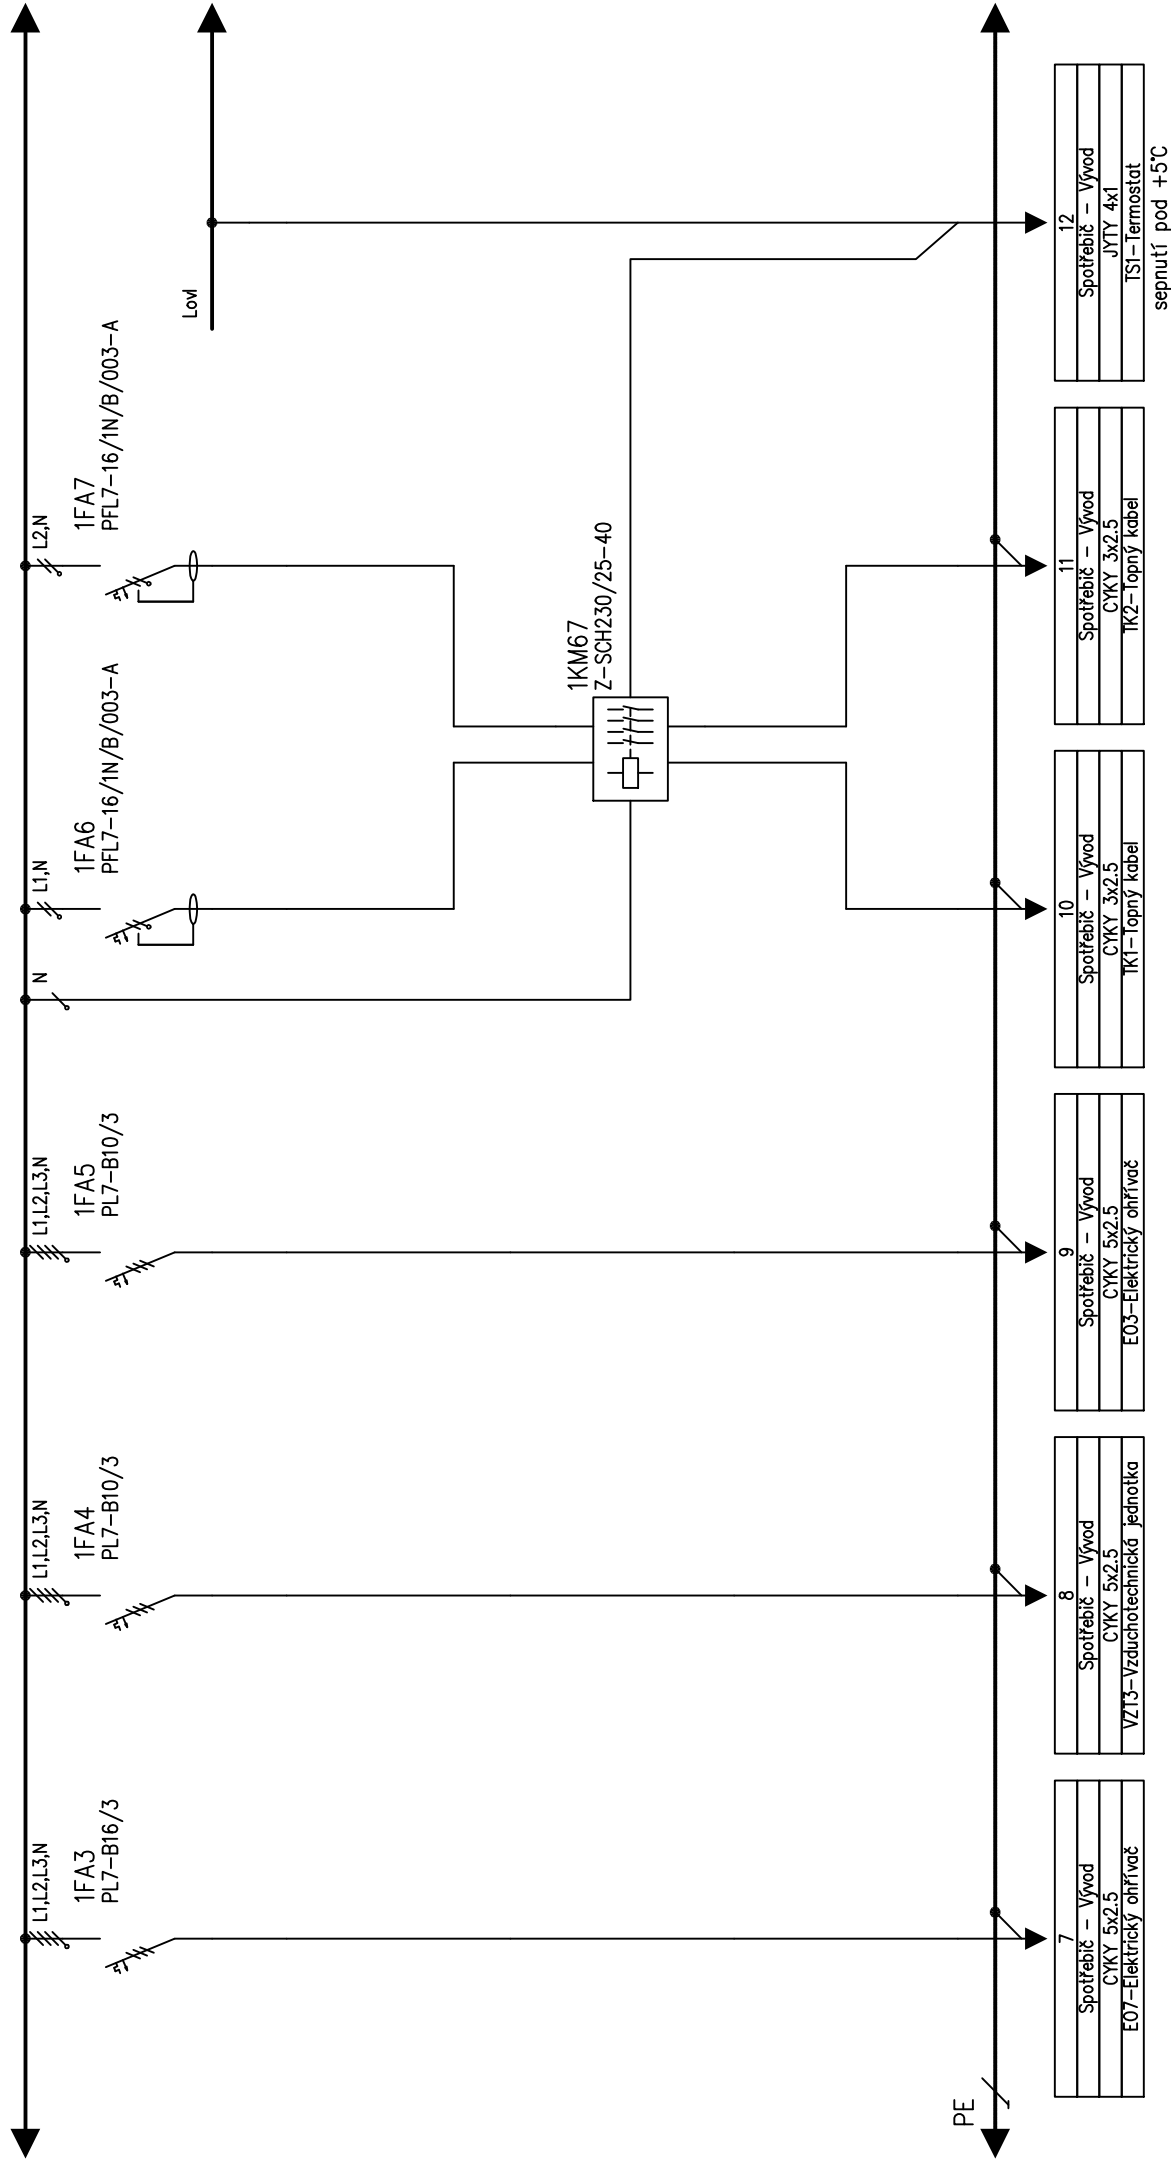 L1,L2,L3,N
1FA3
PL7-B16/3
L1,L2,L3,N
1FA4
PL7-B10/3
L1,L2,L3,N
1FA5
PL7-B10/3
N
L1,N
1FA6
PFL7-16/1N/B/003-A
L2,N
1FA7
PFL7-16/1N/B/003-A
Lovl
1KM67
Z-SCH230/25-40
PE
7
Spotřebič - Vývod
CYKY 5x2.5
EO7-Elektrický ohřívač
8
Spotřebič - Vývod
CYKY 5x2.5
VZT3-Vzduchotechnická jednotka
9
Spotřebič - Vývod
CYKY 5x2.5
EO3-Elektrický ohřívač
10
Spotřebič - Vývod
CYKY 3x2.5
TK1-Topný kabel
11
Spotřebič - Vývod
CYKY 3x2.5
TK2-Topný kabel
12
Spotřebič - Vývod
JYTY 4x1
TS1-Termostat
sepnutí pod +5°C